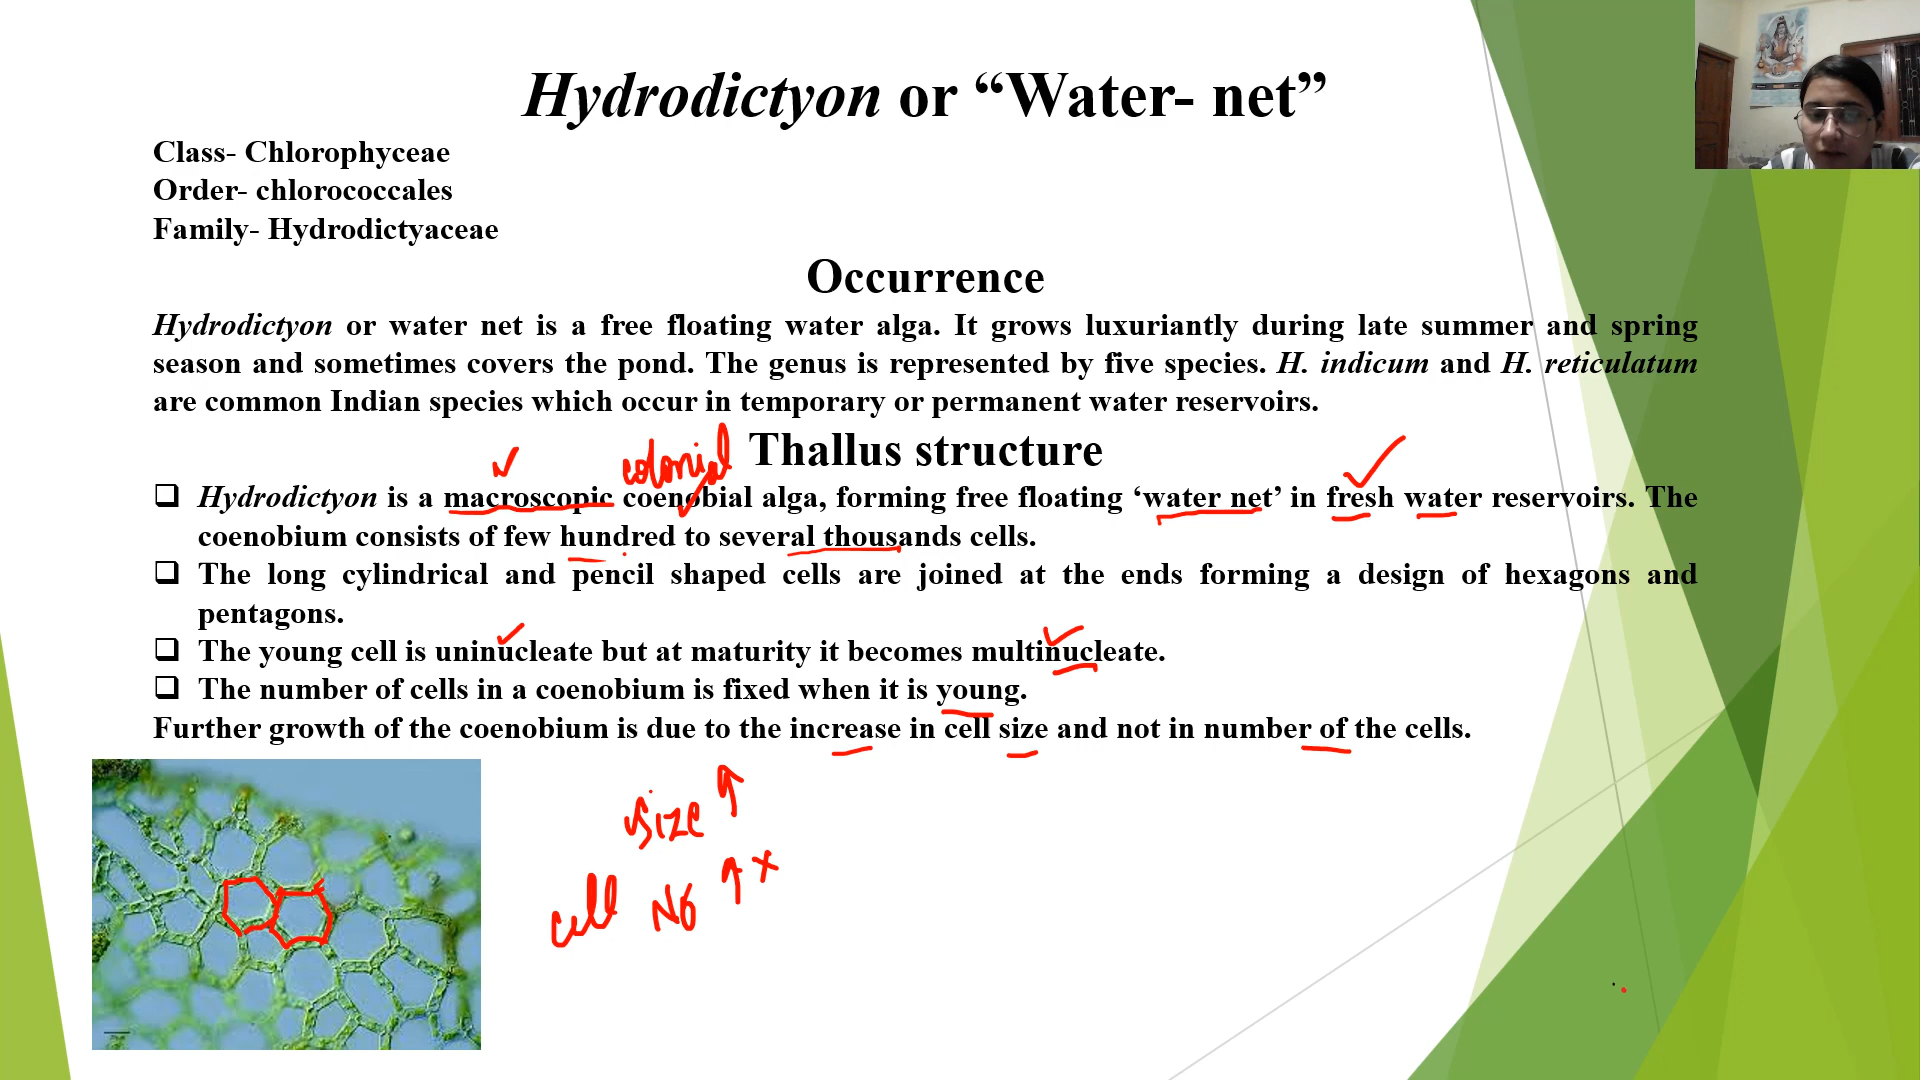 Hydrodictyon or “Water- net”
Class- Chlorophyceae
Order- chlorococcales
Family- Hydrodictyaceae
Occurrence
Hydrodictyon or water net is a free floating water alga. It grows luxuriantly during late summer and spring
season and sometimes covers the pond. The genus is represented by five species. H. indicum and H. reticulatum
are common Indian species which occur in temporary or permanent water reservoirs.
colonial
Thallus structure
❑ Hydrodictyon is a macroscopic coenobial alga, forming free floating ‘water net’ in fresh water reservoirs. The
coenobium consists of few hundred to several thousands cells.
❑ The long cylindrical and pencil shaped cells are joined at the ends forming a design of hexagons and
pentagons.
❑ The young cell is uninucleate but at maturity it becomes multinucleate.
❑ The number of cells in a coenobium is fixed when it is young.
Further growth of the coenobium is due to the increase in cell size and not in number of the cells.
size ↑
cell No ↑ ×